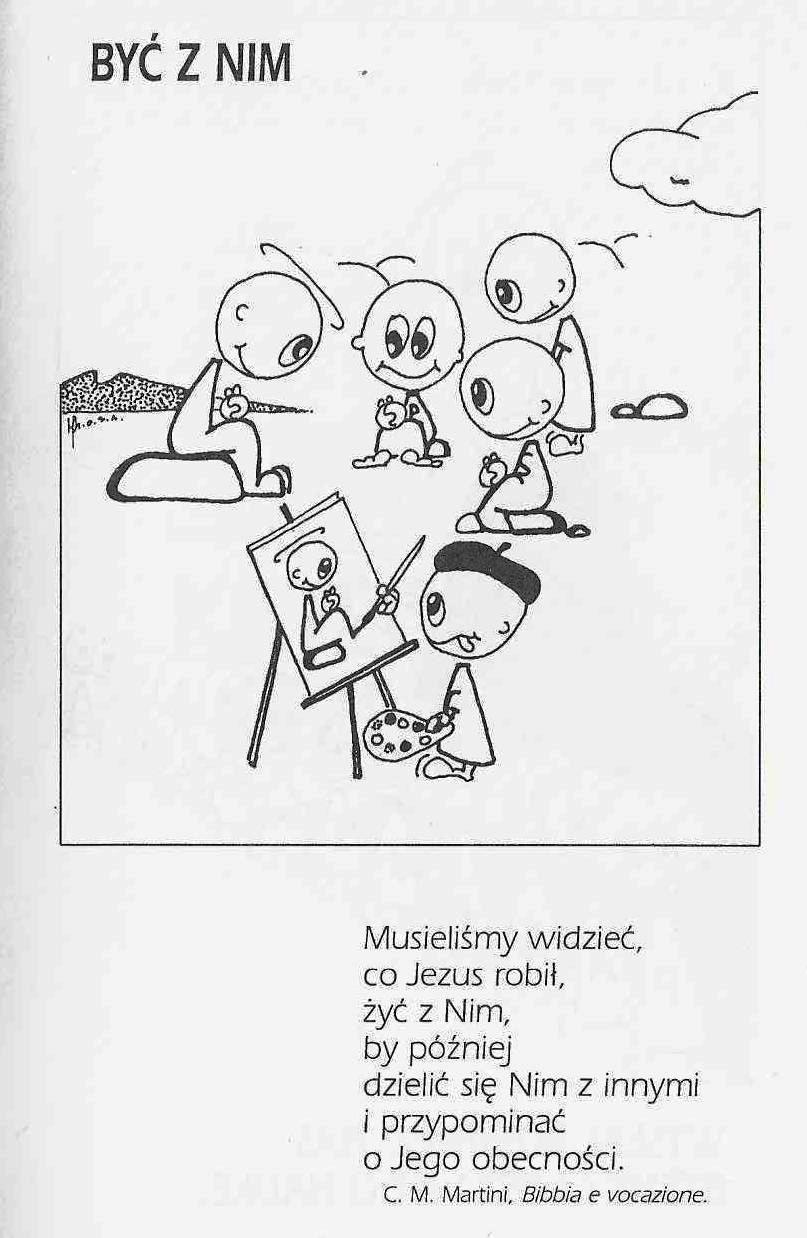 BYĆ Z NIM
Musieliśmy widzieć,
co Jezus robił,
żyć z Nim,
by później
dzielić się Nim z innymi
i przypominać
o Jego obecności.
C. M. Martini, Bibbia e vocazione.